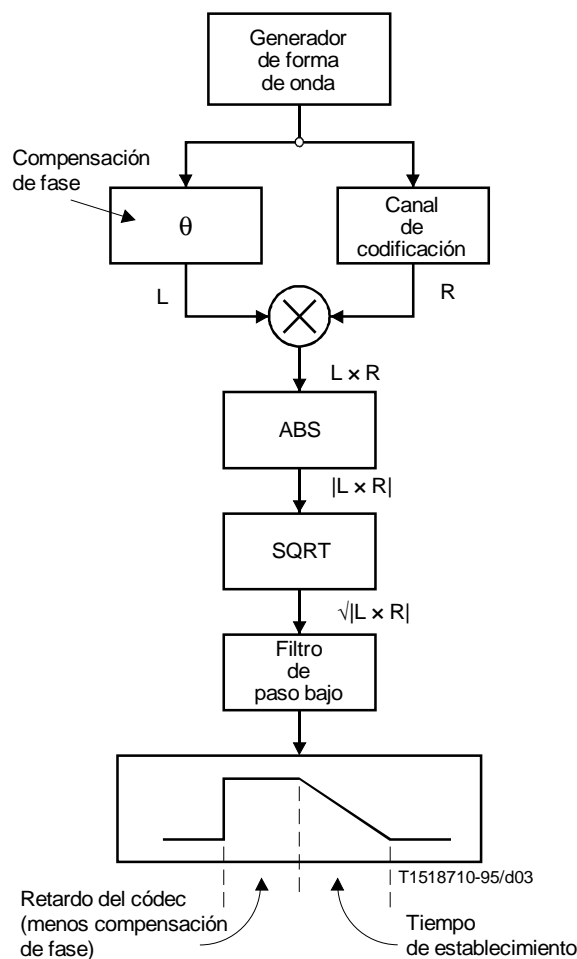 Generador
de forma
de onda
Compensación
de fase
θ
Canal
de
codificación
L
R
L × R
ABS
|L × R|
SQRT
√|L × R|
Filtro
de
paso bajo
T1518710-95/d03
Retardo del códec
(menos compensación
de fase)
Tiempo
de establecimiento